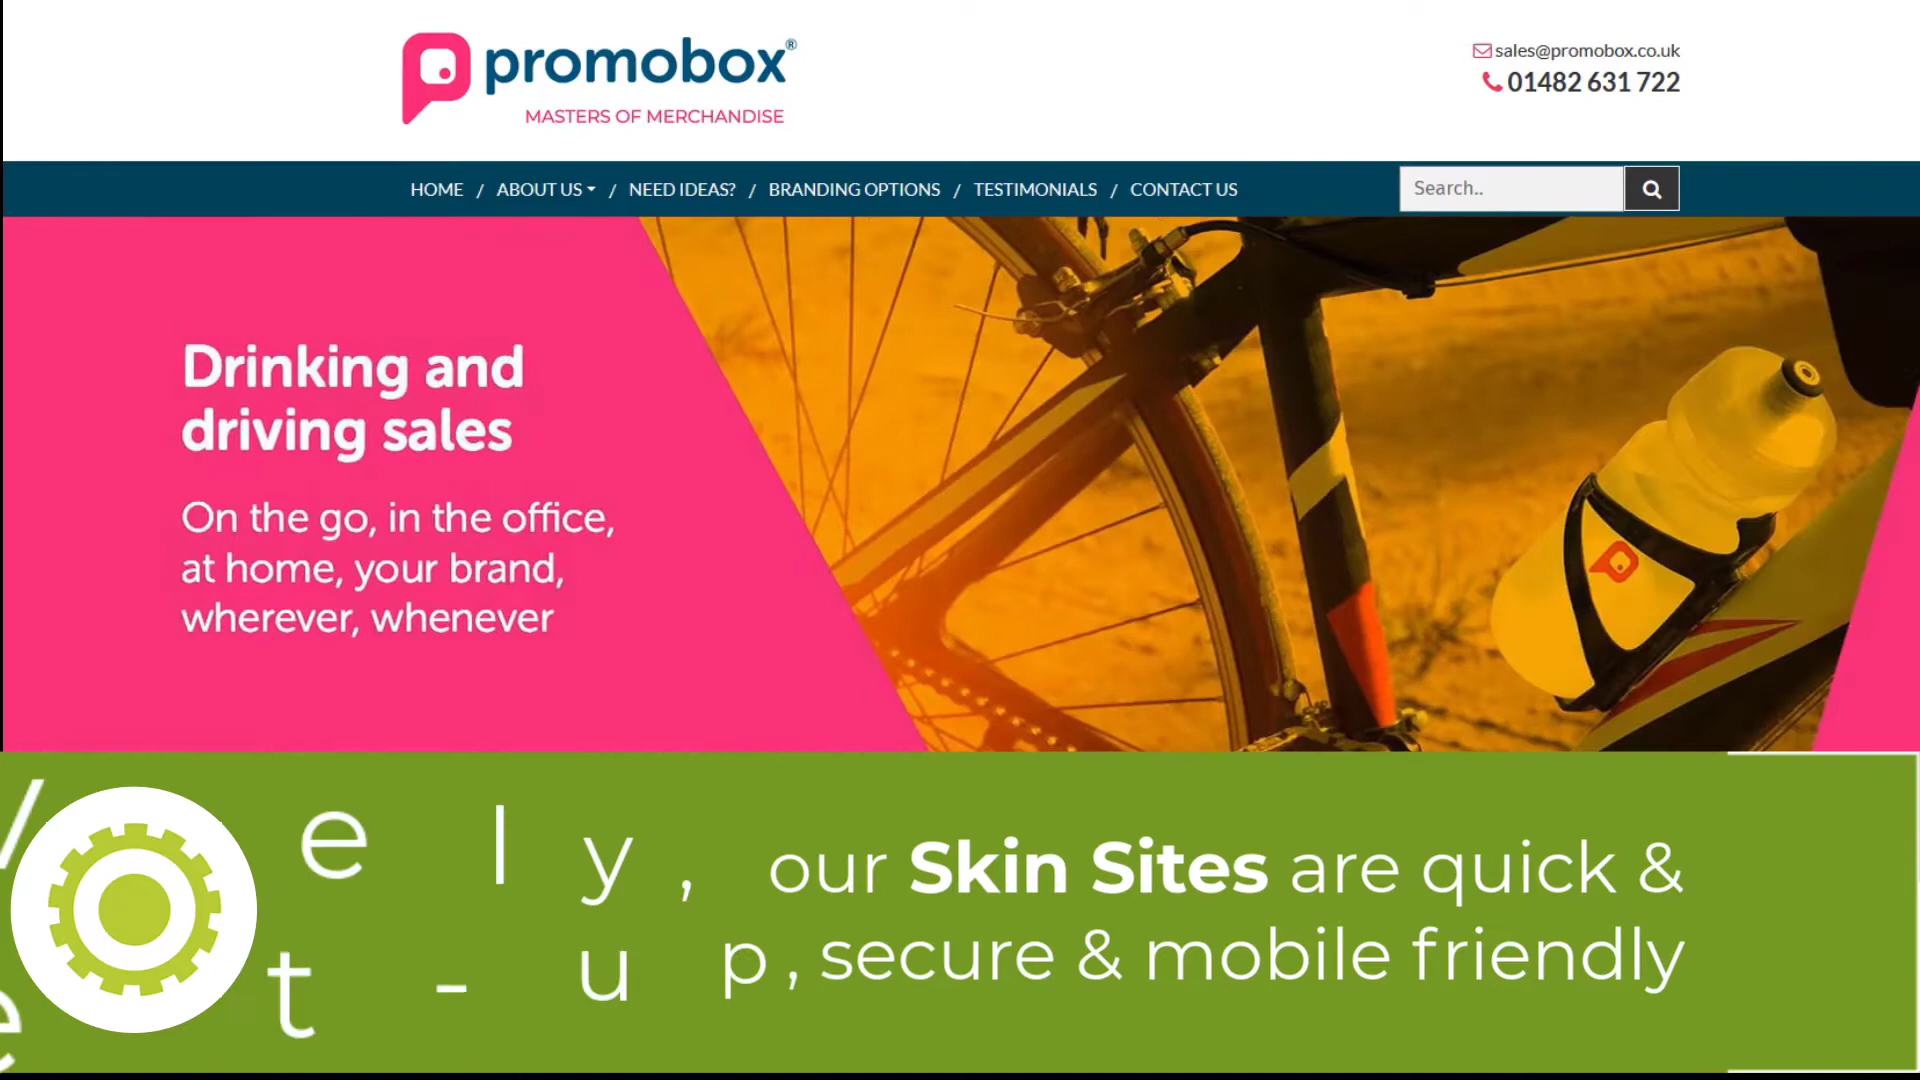 promobox®
MASTERS OF MERCHANDISE
sales@promobox.co.uk
01482 631 722
HOME / ABOUT US / NEED IDEAS? / BRANDING OPTIONS / TESTIMONIALS / CONTACT US
Search..
Drinking and
driving sales
On the go, in the office,
at home, your brand,
wherever, whenever
ely, our Skin Sites are quick &
t-up, secure & mobile friendly